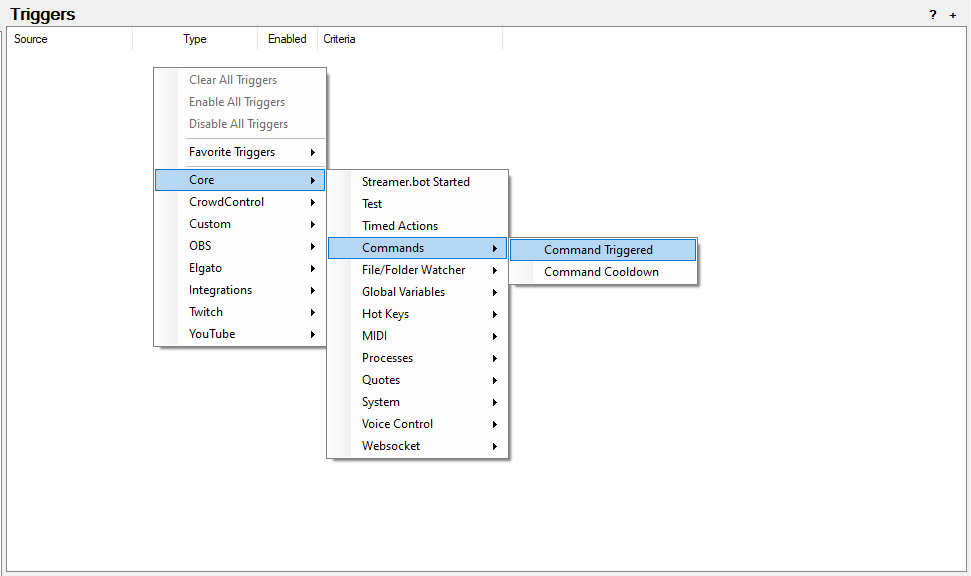 Triggers
? +
Source Type Enabled Criteria
Clear All Triggers
Enable All Triggers
Disable All Triggers
Favorite Triggers
Core
CrowdControl
Custom
OBS
Elgato
Integrations
Twitch
YouTube
Streamer.bot Started
Test
Timed Actions
Commands
File/Folder Watcher
Global Variables
Hot Keys
MIDI
Processes
Quotes
System
Voice Control
Websocket
Command Triggered
Command Cooldown